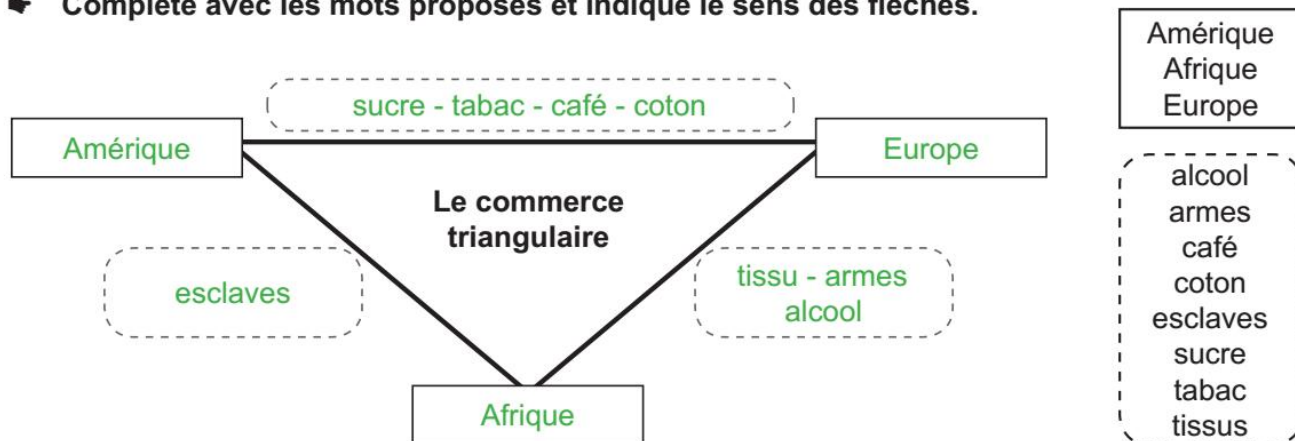 Complète avec les mots proposés et indique le sens des flèches.
sucre - tabac - café - coton
Amérique
Europe
Le commerce
triangulaire
esclaves
tissu - armes
alcool
Afrique
Amérique
Afrique
Europe
alcool
armes
café
coton
esclaves
sucre
tabac
tissus